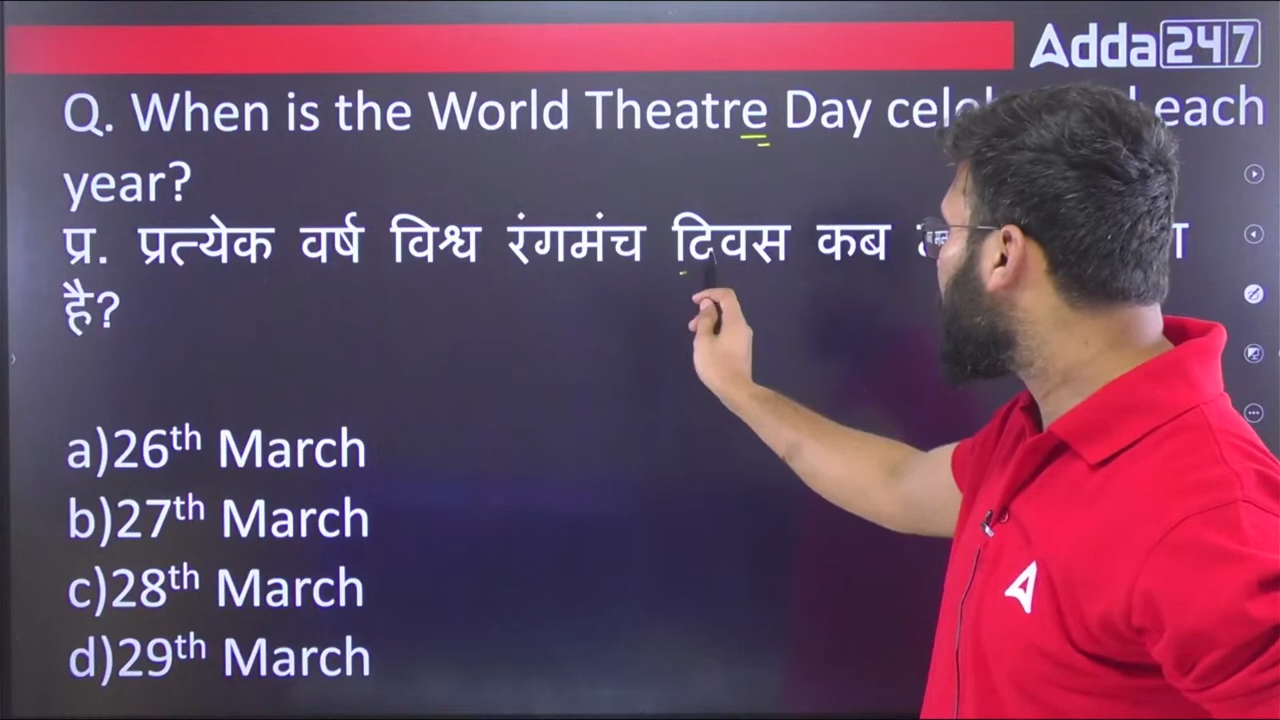 Adda247
Q. When is the World Theatre Day each
year?
प्र. प्रत्येक वर्ष विश्व रंगमंच दिवस कब
है?
a)26th March
b)27th March
c)28th March
d)29th March